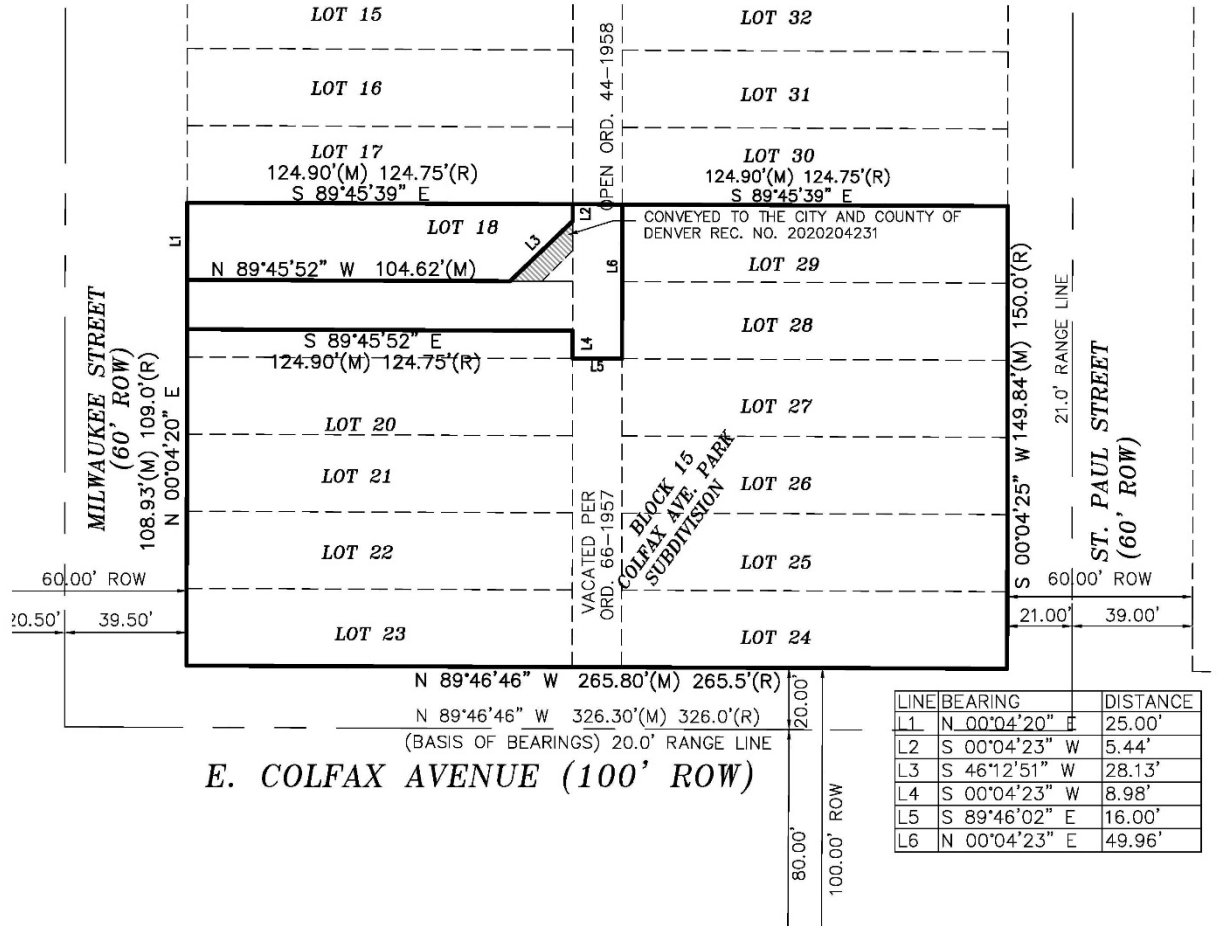 LOT 15
LOT 32
LOT 16
LOT 31
OPEN ORD. 44-1958
LOT 17
124.90'(M) 124.75'(R)
S 89°45'39" E
LOT 30
124.90'(M) 124.75'(R)
S 89°45'39" E
L1
LOT 18
L2
L3
CONVEYED TO THE CITY AND COUNTY OF
DENVER REC. NO. 2020204231
L6
LOT 29
N 89°45'52" W 104.62'(M)
LOT 28
S 89°45'52" E
124.90'(M) 124.75'(R)
L4
L5
MILWAUKEE STREET
(60' ROW)
108.93'(M) 109.0'(R)
N 00°04'20" E
S 00°04'25" W 149.84'(M) 150.0'(R)
21.0' RANGE LINE
ST. PAUL STREET
(60' ROW)
LOT 20
LOT 27
LOT 21
LOT 26
BLOCK 15
COLFAX AVE. PARK
SUBDIVISION
VACATED PER
ORD. 66-1957
LOT 22
LOT 25
60.00' ROW
20.50'
39.50'
60.00' ROW
21.00'
39.00'
LOT 23
LOT 24
N 89°46'46" W 265.80'(M) 265.5'(R)
20.00'
N 89°46'46" W 326.30'(M) 326.0'(R)
(BASIS OF BEARINGS) 20.0' RANGE LINE
E. COLFAX AVENUE (100' ROW)
80.00'
100.00' ROW
LINE BEARING DISTANCE
L1 N 00°04'20" E 25.00'
L2 S 00°04'23" W 5.44'
L3 S 46°12'51" W 28.13'
L4 S 00°04'23" W 8.98'
L5 S 89°46'02" E 16.00'
L6 N 00°04'23" E 49.96'